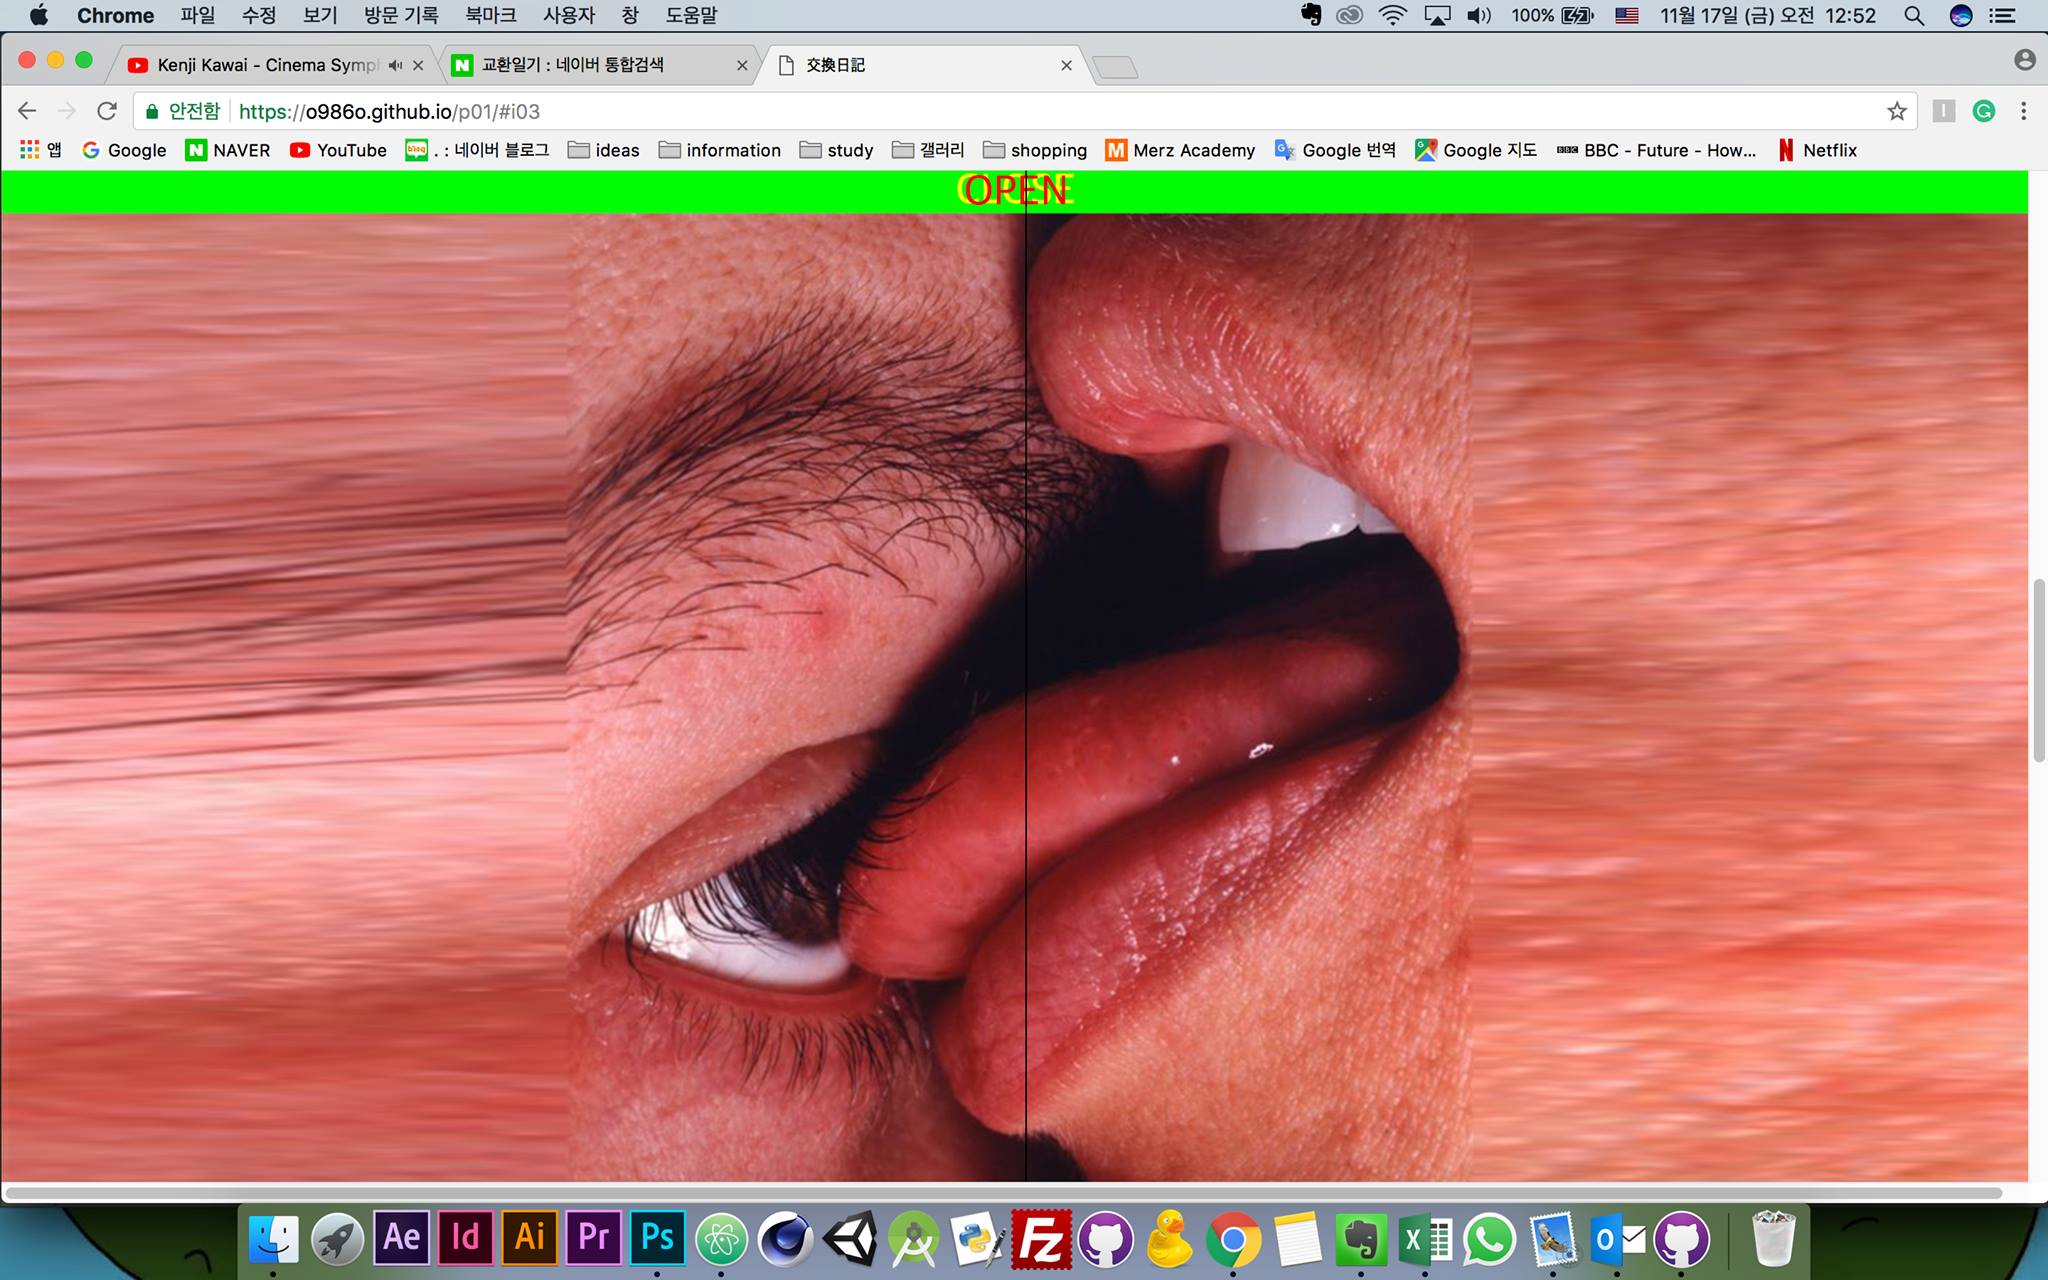 Chrome 파일 수정 보기 방문 기록 북마크 사용자 창 도움말 100% 11월 17일 (금) 오전 12:52
Kenji Kawai - Cinema Symph 교환일기 : 네이버 통합검색 交換日記
안전함 https://o986o.github.io/p01/#i03
앱 Google NAVER YouTube blog . : 네이버 블로그 ideas information study 갤러리 shopping Merz Academy Google 번역 Google 지도 BBC - Future - How... Netflix
CLOSE
OPEN
Ae Id Ai Pr Ps Fz